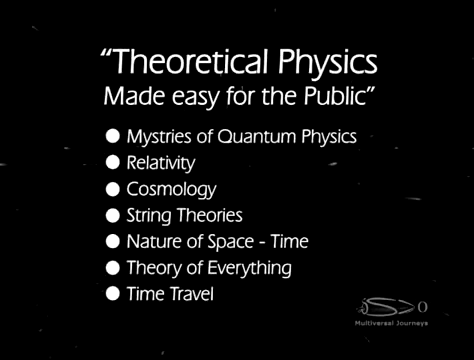 “Theoretical Physics
Made easy for the Public”
● Mystries of Quantum Physics
● Relativity
● Cosmology
● String Theories
● Nature of Space - Time
● Theory of Everything
● Time Travel
Multiversal Journeys